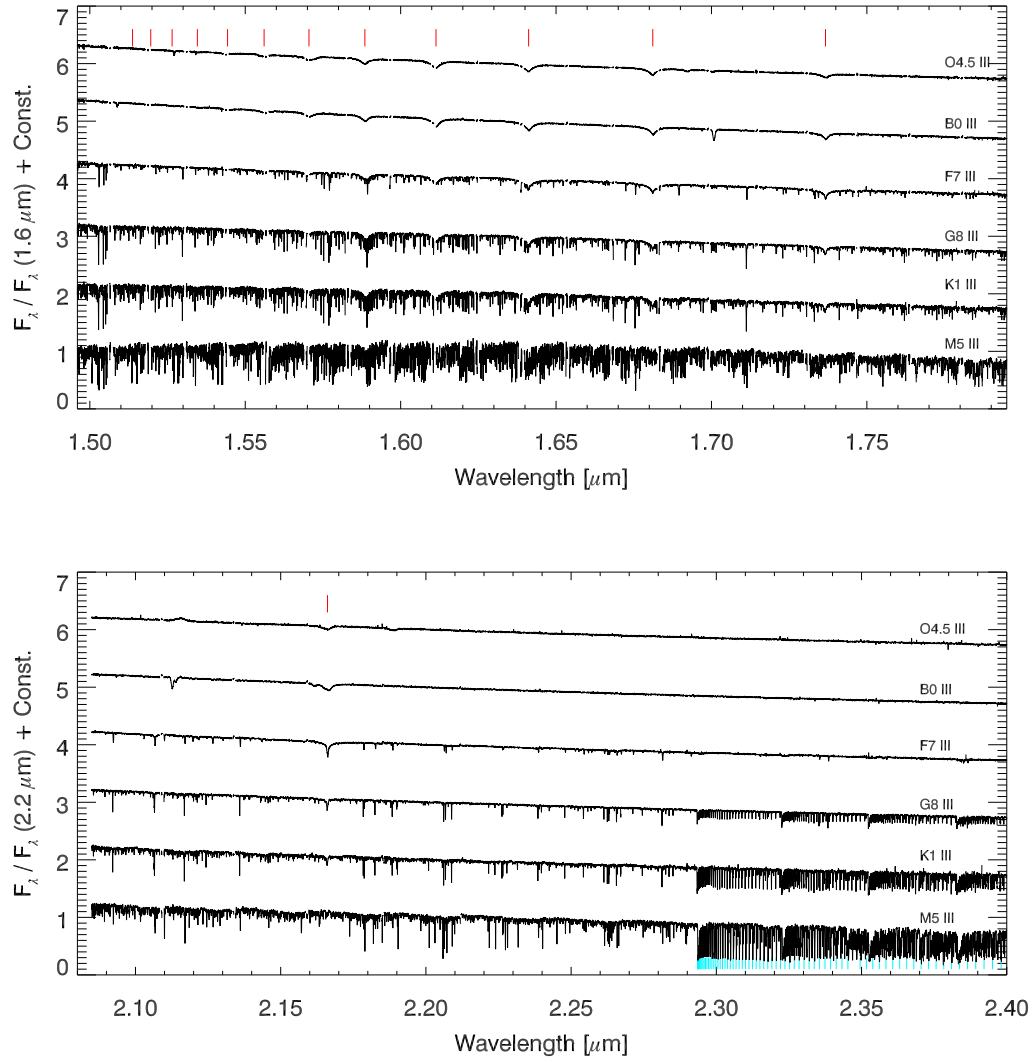 7
6
5
4
3
2
1
0
F_λ / F_λ (1.6 μm) + Const.
O4.5 III
B0 III
F7 III
G8 III
K1 III
M5 III
1.50 1.55 1.60 1.65 1.70 1.75
Wavelength [μm]
7
6
5
4
3
2
1
0
F_λ / F_λ (2.2 μm) + Const.
O4.5 III
B0 III
F7 III
G8 III
K1 III
M5 III
2.10 2.15 2.20 2.25 2.30 2.35 2.40
Wavelength [μm]